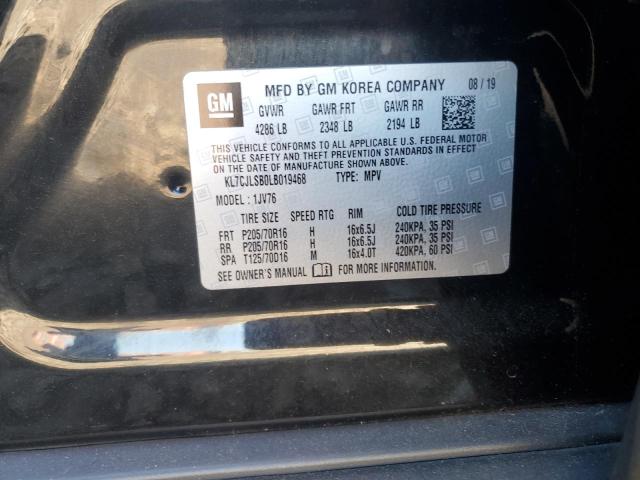 GM
MFD BY GM KOREA COMPANY 08/19
GVWR GAWR FRT GAWR RR
4286 LB 2348 LB 2194 LB
THIS VEHICLE CONFORMS TO ALL APPLICABLE U.S. FEDERAL MOTOR
VEHICLE SAFETY AND THEFT PREVENTION STANDARDS IN EFFECT
ON THE DATE OF MANUFACTURE SHOWN ABOVE.
KL7CJLSB0LB019468 TYPE: MPV
MODEL: 1JV76
TIRE SIZE SPEED RTG RIM COLD TIRE PRESSURE
FRT P205/70R16 H 16x6.5J 240KPA, 35 PSI
RR P205/70R16 H 16x6.5J 240KPA, 35 PSI
SPA T125/70D16 M 16x4.0T 420KPA, 60 PSI
SEE OWNER'S MANUAL FOR MORE INFORMATION.